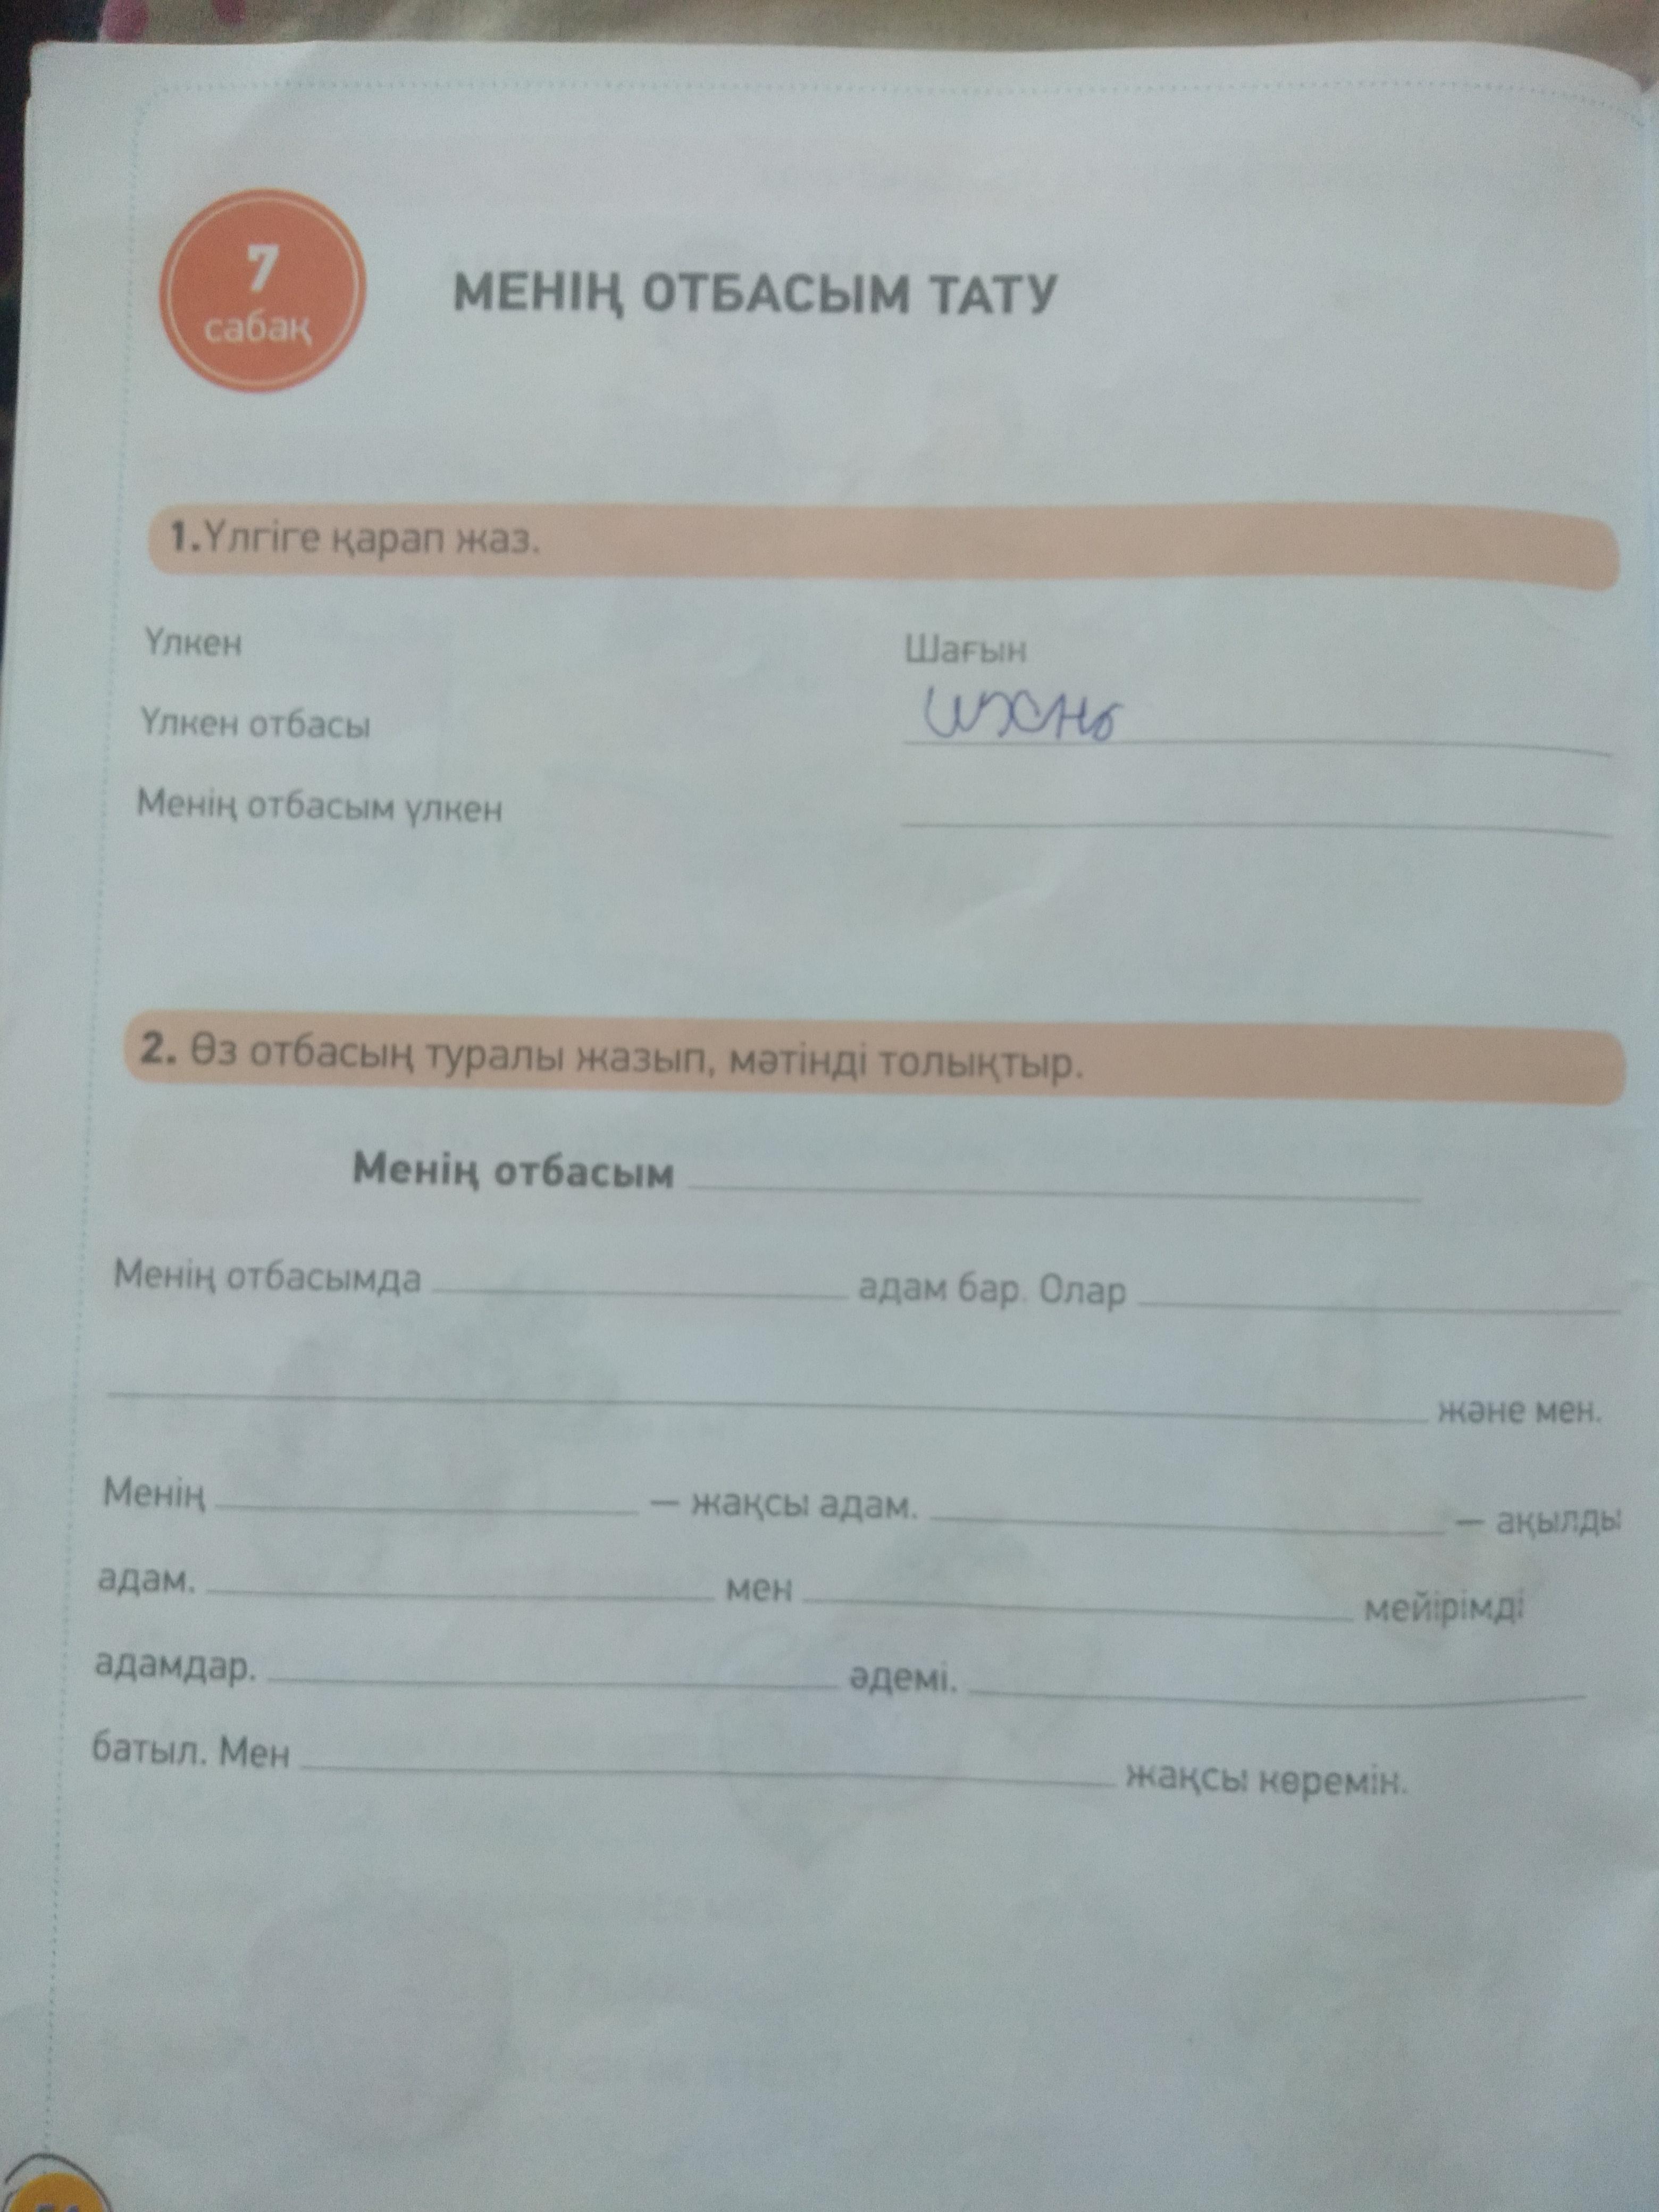 7
сабақ
МЕНІҢ ОТБАСЫМ ТАТУ
1.Үлгіге қарап жаз.
Үлкен
Шағын
Үлкен отбасы
Менің отбасым үлкен
2. Өз отбасың туралы жазып, мәтінді толықтыр.
Менің отбасым
Менің отбасымда адам бар. Олар
және мен.
Менің — жақсы адам. — ақылды
адам. мен мейірімді
адамдар. әдемі.
батыл. Мен жақсы көремін.